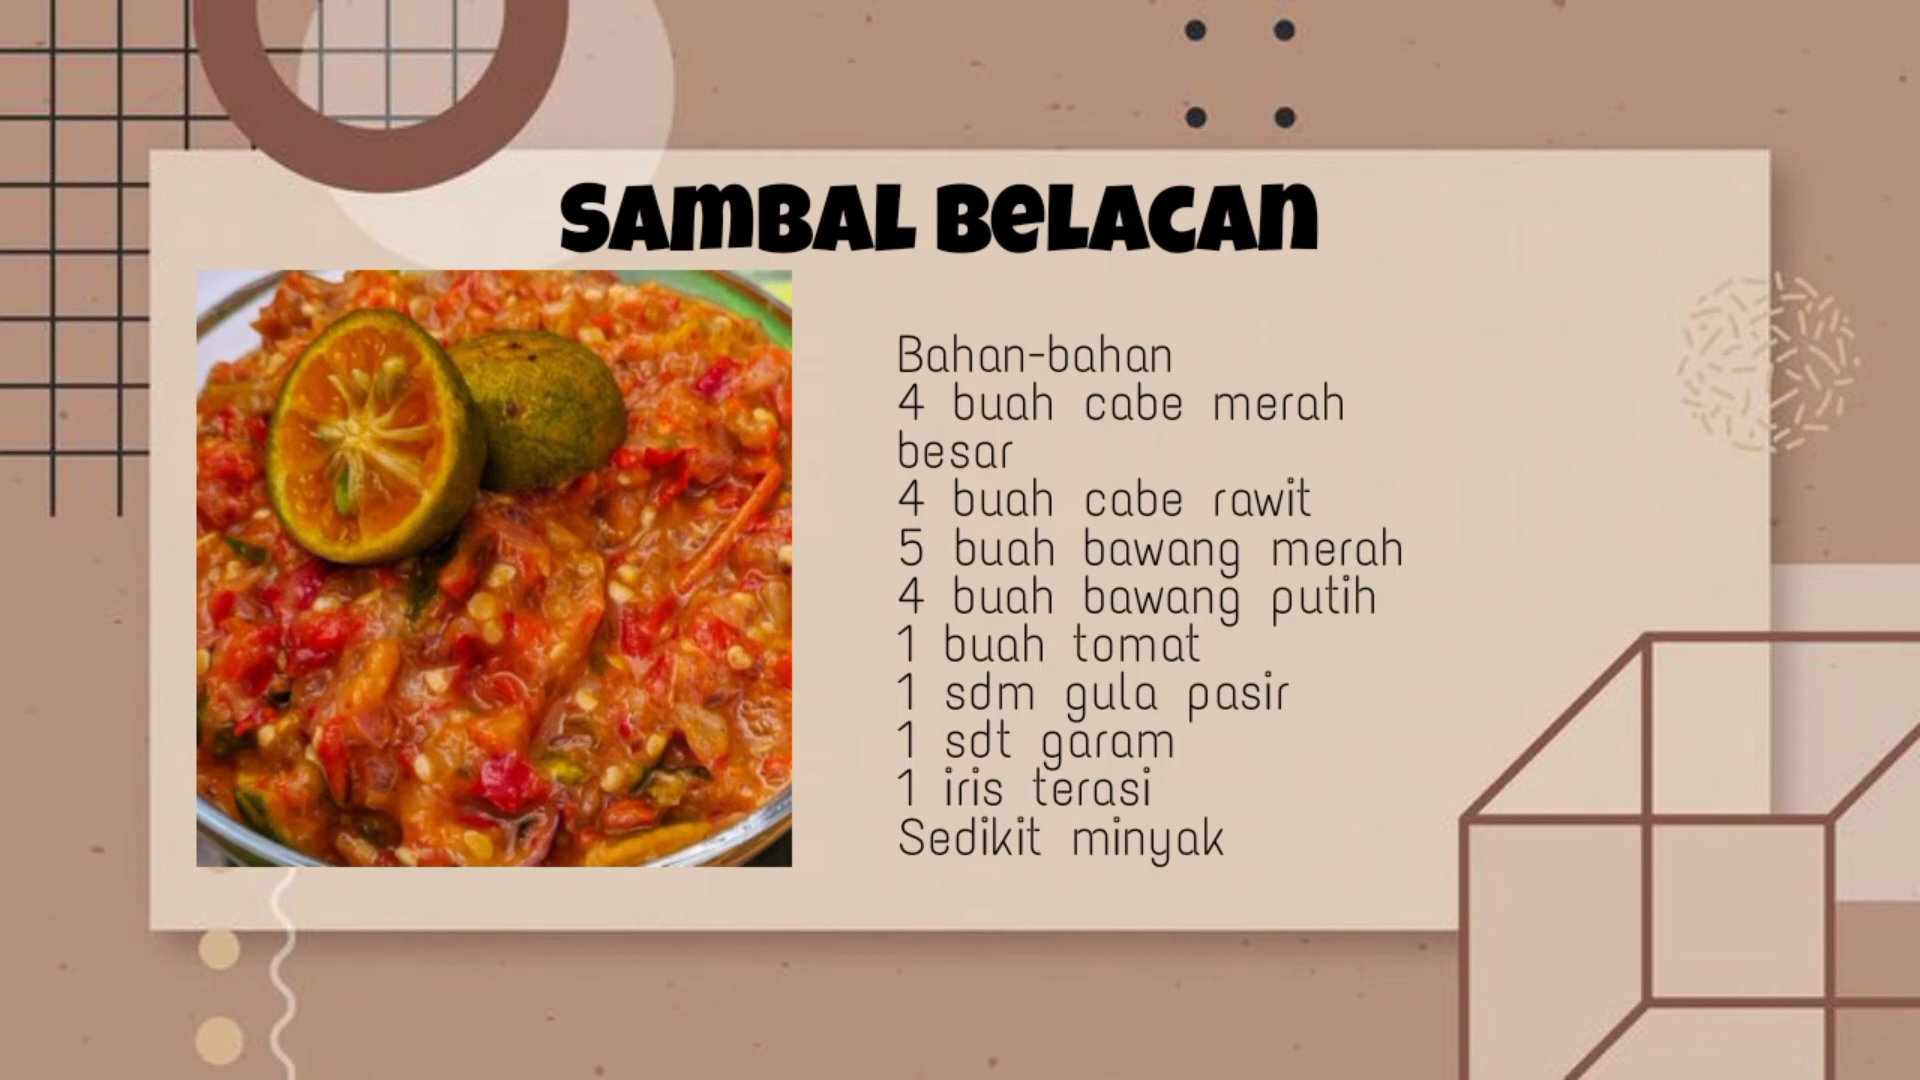 SAMBAL BELACAN
Bahan-bahan
4 buah cabe merah
besar
4 buah cabe rawit
5 buah bawang merah
4 buah bawang putih
1 buah tomat
1 sdm gula pasir
1 sdt garam
1 iris terasi
Sedikit minyak